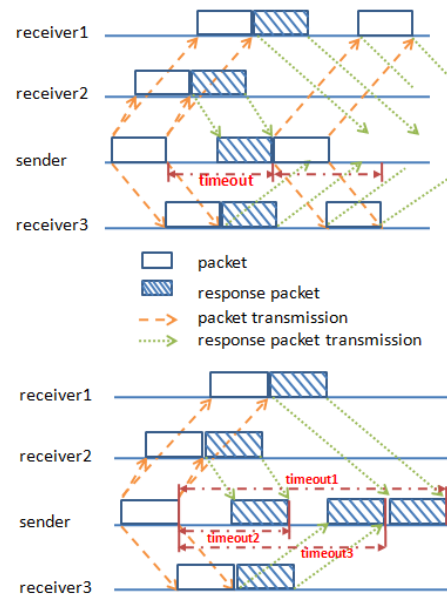 receiver1
receiver2
sender
timeout
receiver3
packet
response packet
packet transmission
response packet transmission
receiver1
receiver2
timeout1
sender
timeout2
timeout3
receiver3